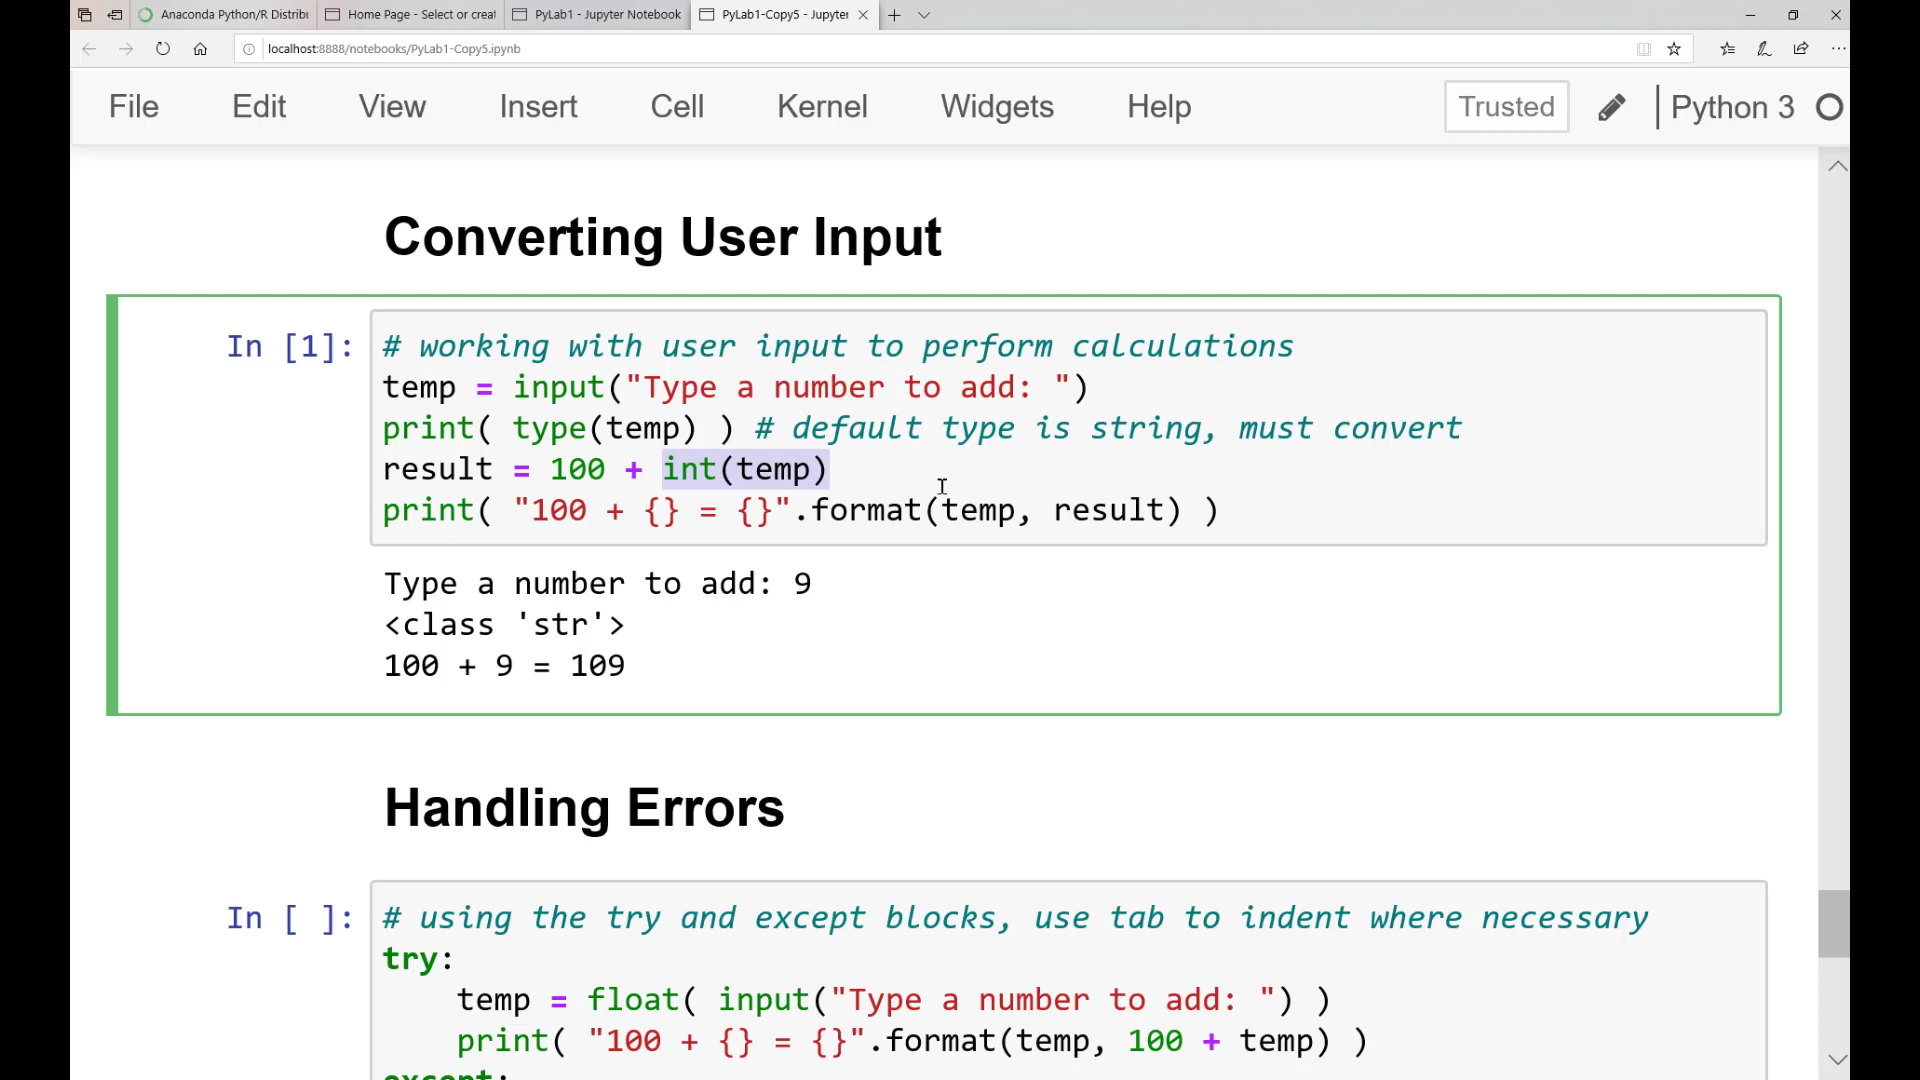 Anaconda Python/R Distribu
Home Page - Select or creat
PyLab1 - Jupyter Notebook
PyLab1-Copy5 - Jupyter
localhost:8888/notebooks/PyLab1-Copy5.ipynb
File Edit View Insert Cell Kernel Widgets Help Trusted Python 3
Converting User Input
In [1]: # working with user input to perform calculations
temp = input("Type a number to add: ")
print( type(temp) ) # default type is string, must convert
result = 100 + int(temp)
print( "100 + {} = {}".format(temp, result) )
Type a number to add: 9
<class 'str'>
100 + 9 = 109
Handling Errors
In [ ]: # using the try and except blocks, use tab to indent where necessary
try:
    temp = float( input("Type a number to add: ") )
    print( "100 + {} = {}".format(temp, 100 + temp) )
except: